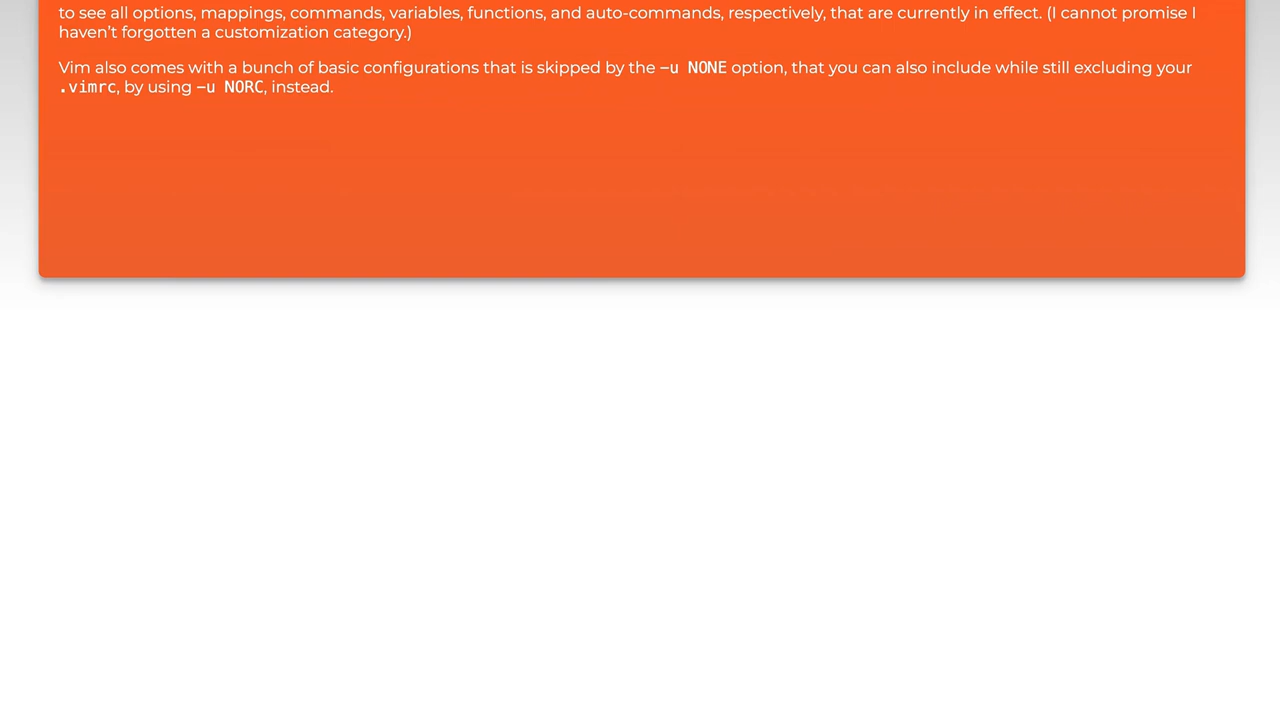 to see all options, mappings, commands, variables, functions, and auto-commands, respectively, that are currently in effect. (I cannot promise I
haven't forgotten a customization category.)
Vim also comes with a bunch of basic configurations that is skipped by the –u NONE option, that you can also include while still excluding your
.vimrc, by using –u NORC, instead.